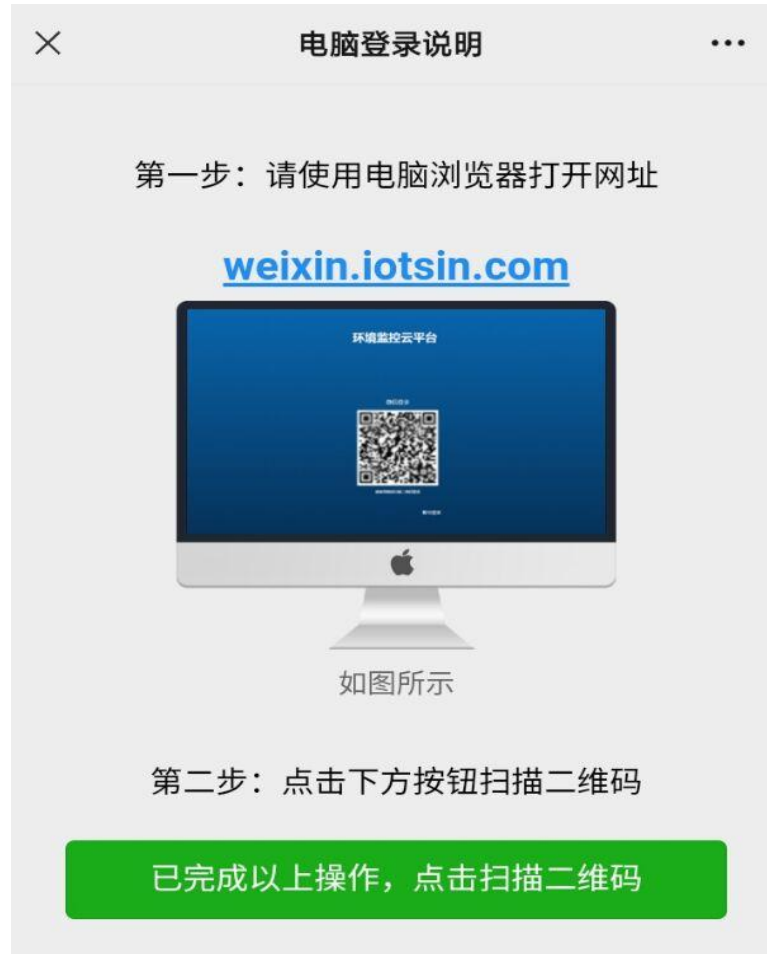 电脑登录说明
第一步：请使用电脑浏览器打开网址
weixin.iotsin.com
环境监控云平台
如图所示
第二步：点击下方按钮扫描二维码
已完成以上操作，点击扫描二维码